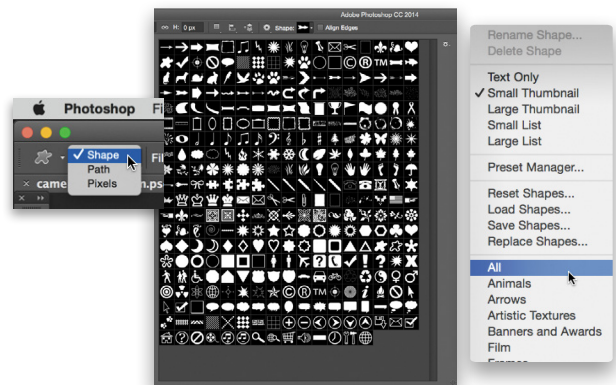 Photoshop Fi
Shape
Path
Pixels
Fil
× came
Adobe Photoshop CC 2014
H: 0 px
Shape:
Align Edges
Rename Shape...
Delete Shape
Text Only
✓ Small Thumbnail
Large Thumbnail
Small List
Large List
Preset Manager...
Reset Shapes...
Load Shapes...
Save Shapes...
Replace Shapes...
All
Animals
Arrows
Artistic Textures
Banners and Awards
Film